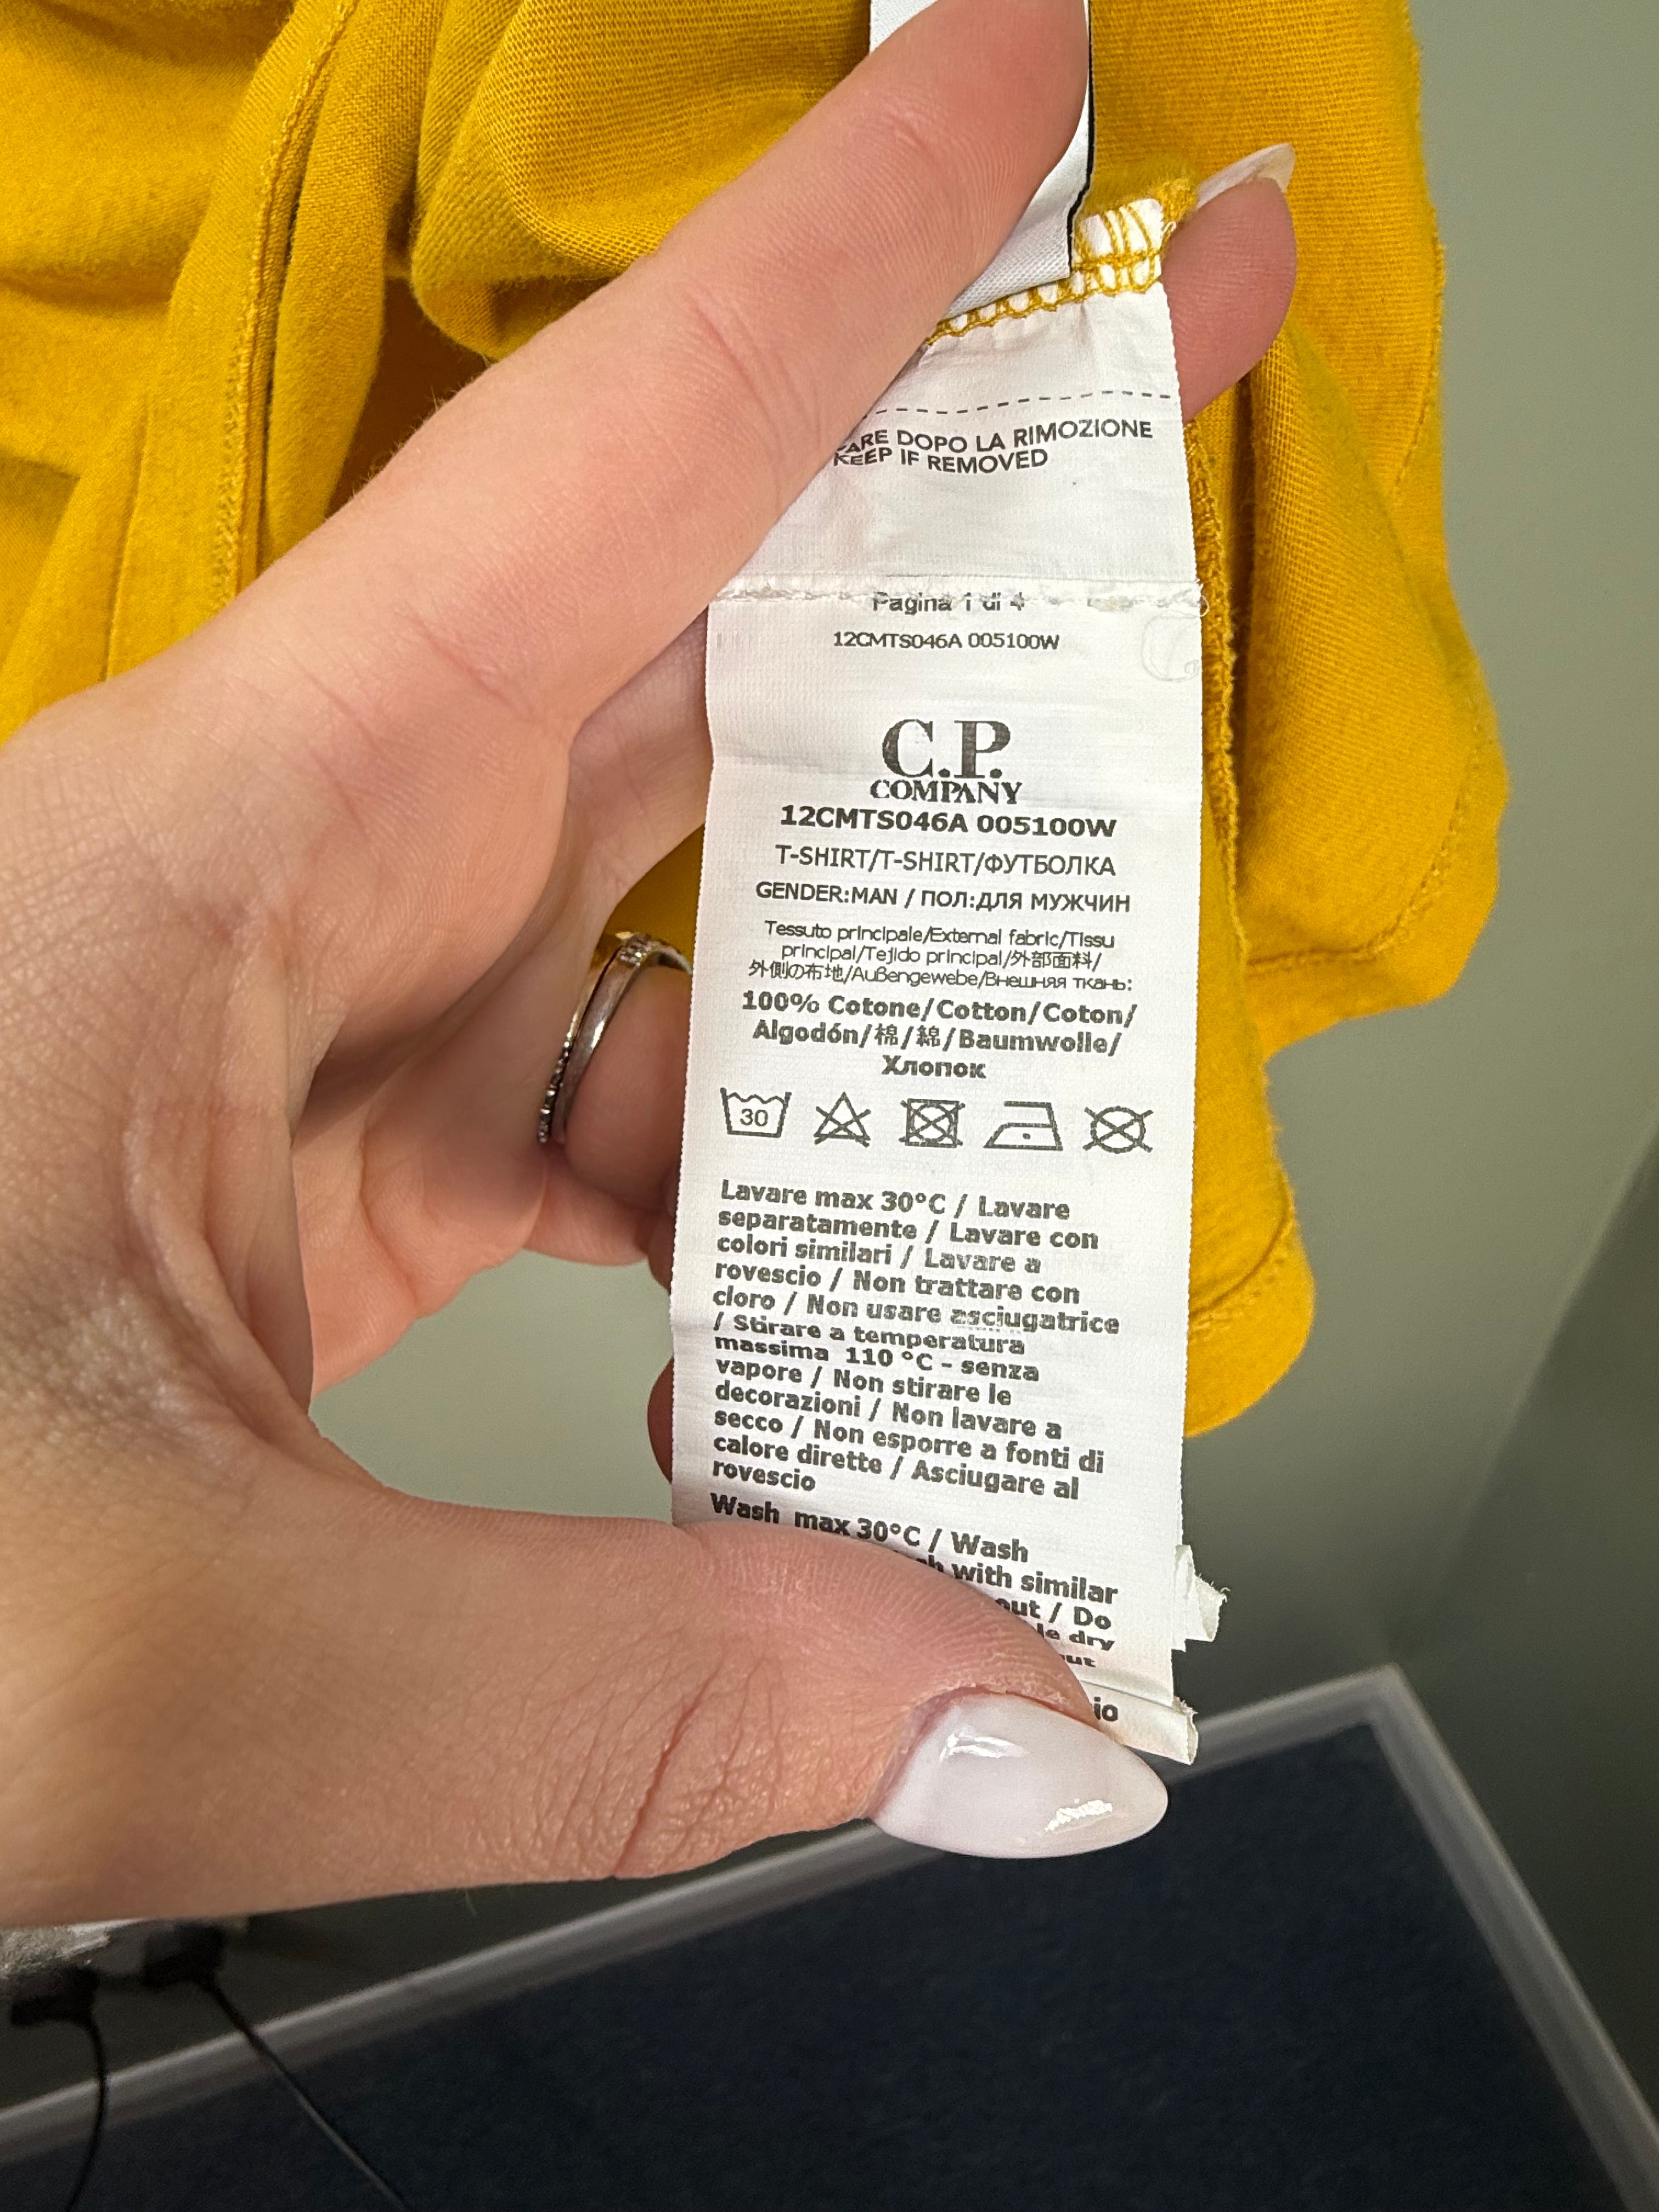 DOPO LA RIMOZIONE
KEEP IF REMOVED
Pagina 1 di 4
12CMTS046A 005100W
C.P.
COMPANY
12CMTS046A 005100W
T-SHIRT/T-SHIRT/ФУТБОЛКА
GENDER:MAN / ПОЛ:ДЛЯ МУЖЧИН
Tessuto principale/External fabric/Tissu
principal/Tejido principal/外部面料/
外側の布地/Außengewebe/Внешняя ткань:
100% Cotone/Cotton/Coton/
Algodón/棉/綿/Baumwolle/
Хлопок
30
Lavare max 30°C / Lavare
separatamente / Lavare con
colori similari / Lavare a
rovescio / Non trattare con
cloro / Non usare asciugatrice
/ Stirare a temperatura
massima 110 °C - senza
vapore / Non stirare le
decorazioni / Non lavare a
secco / Non esporre a fonti di
calore dirette / Asciugare al
rovescio
Wash max 30°C / Wash
with similar
/ Do
dry